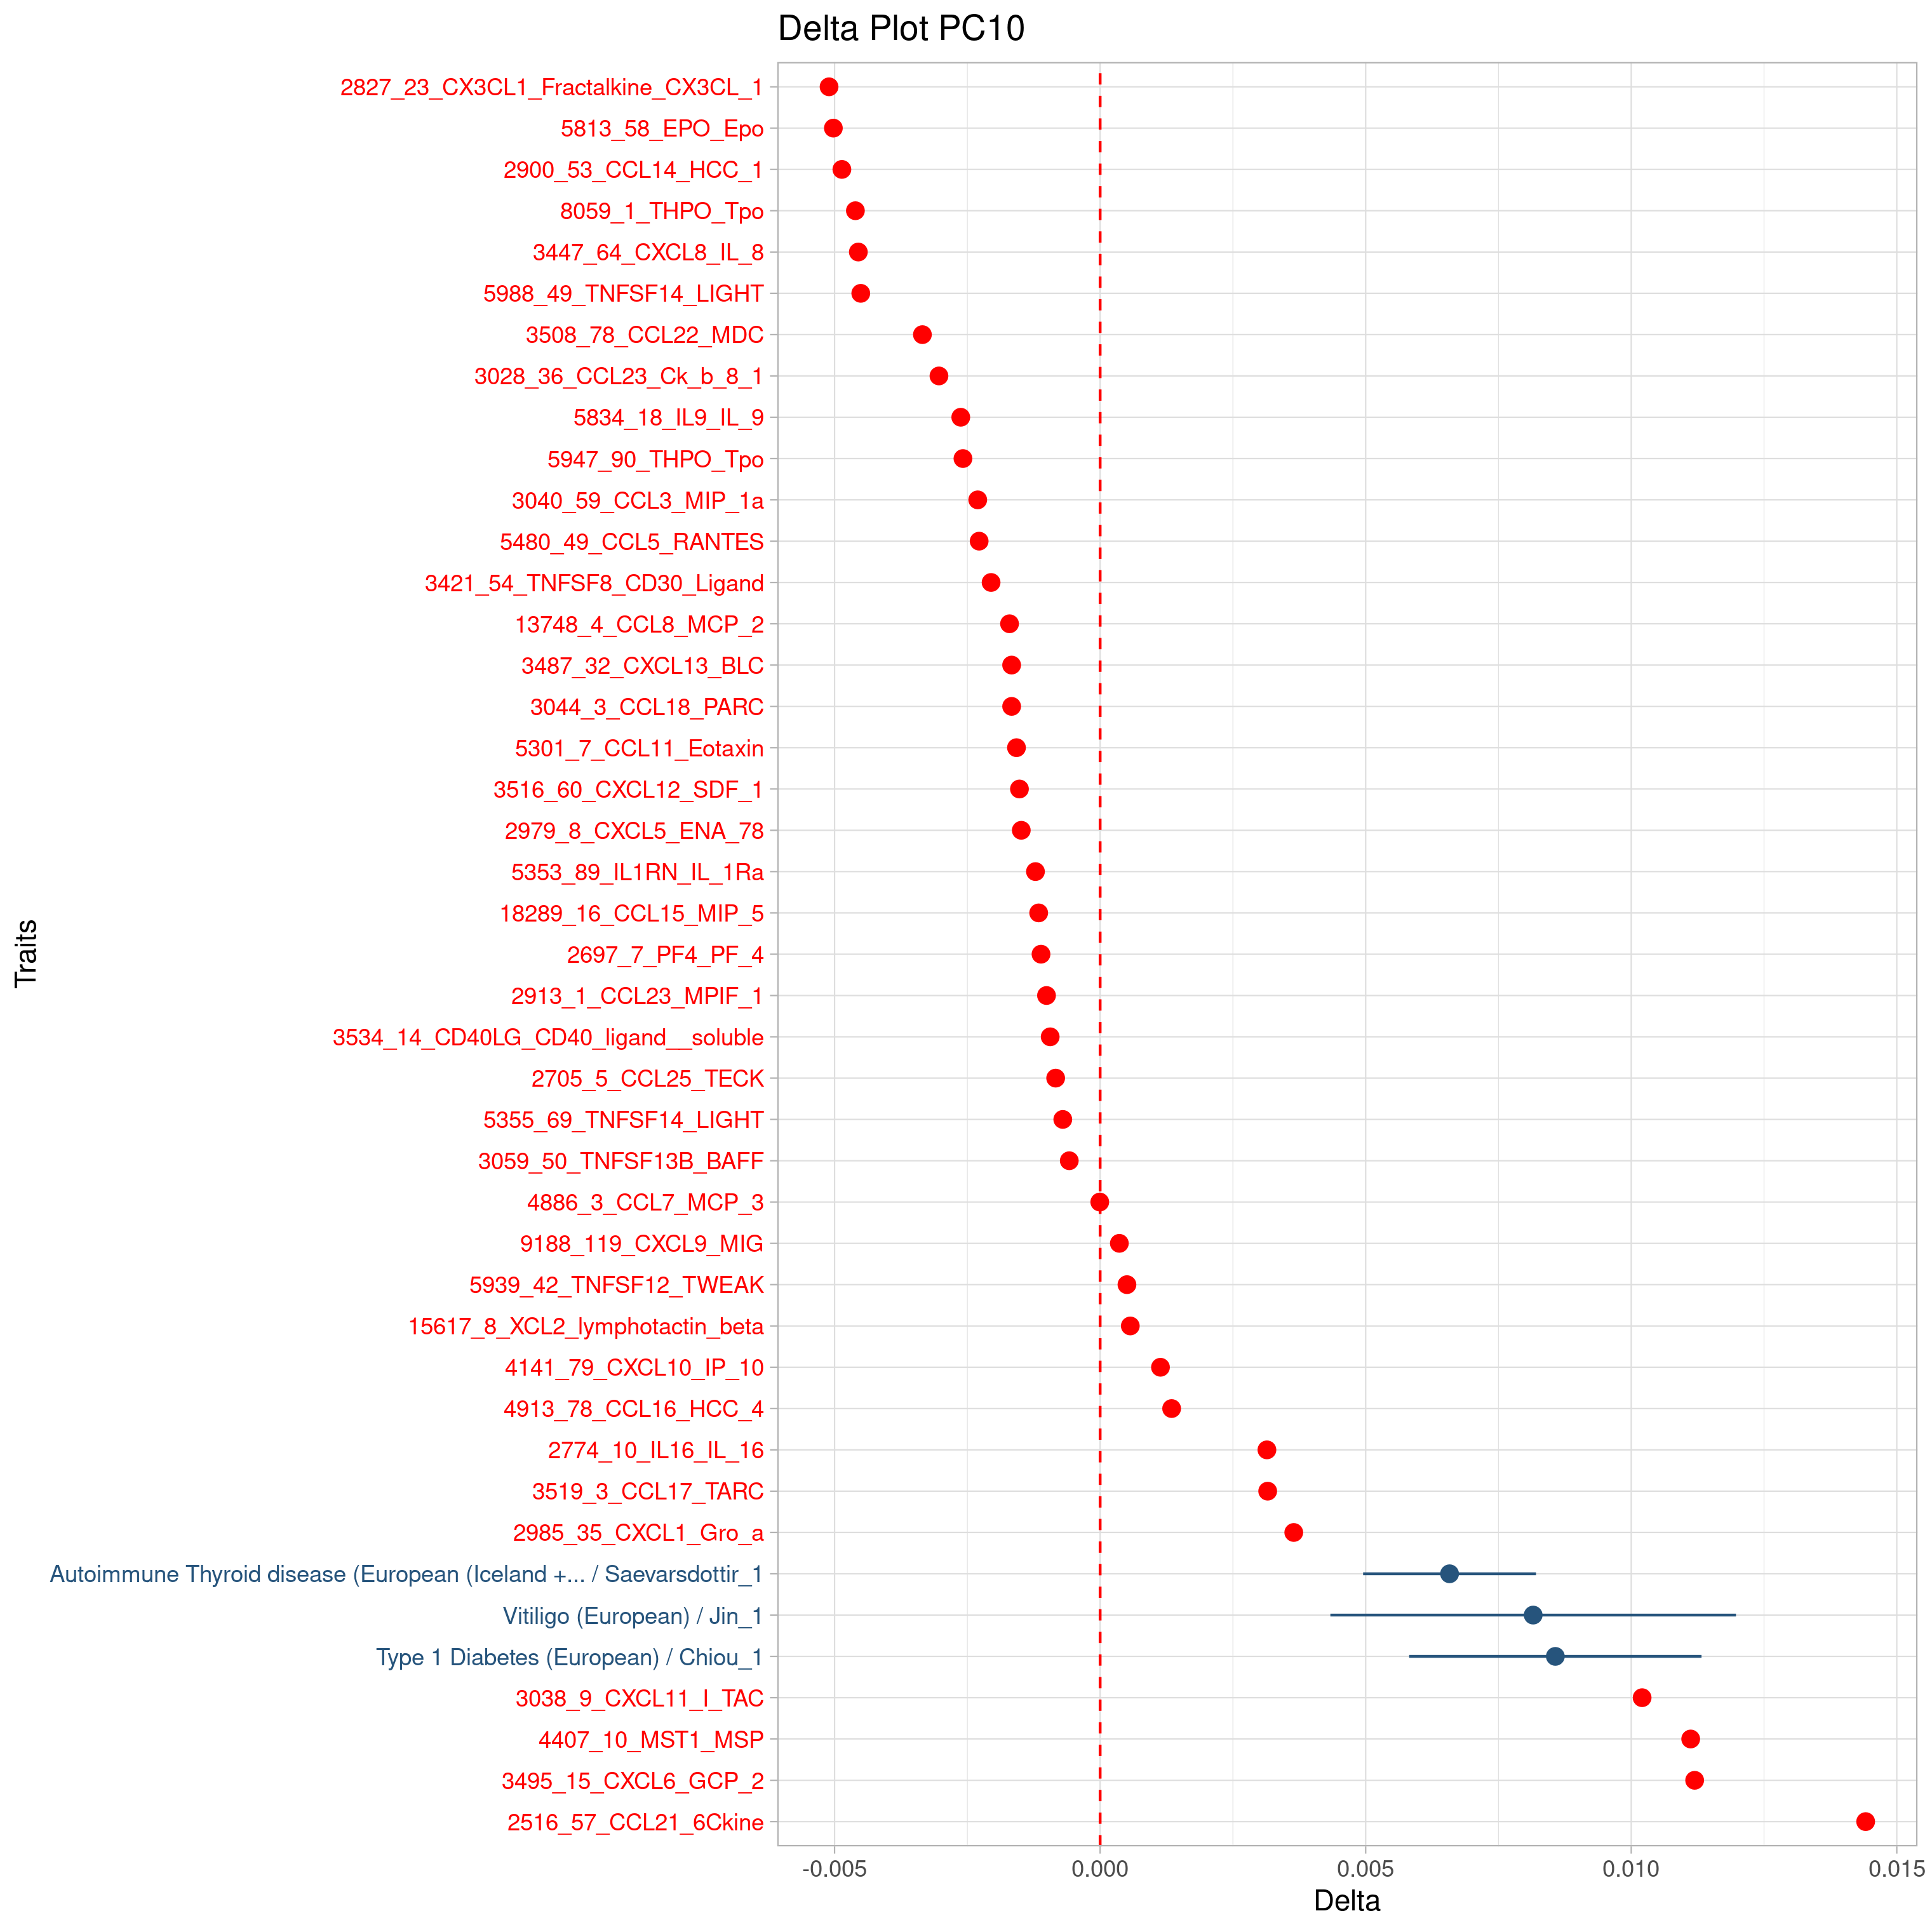 Delta Plot PC10
2827_23_CX3CL1_Fractalkine_CX3CL_1
5813_58_EPO_Epo
2900_53_CCL14_HCC_1
8059_1_THPO_Tpo
3447_64_CXCL8_IL_8
5988_49_TNFSF14_LIGHT
3508_78_CCL22_MDC
3028_36_CCL23_Ck_b_8_1
5834_18_IL9_IL_9
5947_90_THPO_Tpo
3040_59_CCL3_MIP_1a
5480_49_CCL5_RANTES
3421_54_TNFSF8_CD30_Ligand
13748_4_CCL8_MCP_2
3487_32_CXCL13_BLC
3044_3_CCL18_PARC
5301_7_CCL11_Eotaxin
3516_60_CXCL12_SDF_1
2979_8_CXCL5_ENA_78
5353_89_IL1RN_IL_1Ra
18289_16_CCL15_MIP_5
2697_7_PF4_PF_4
2913_1_CCL23_MPIF_1
3534_14_CD40LG_CD40_ligand__soluble
2705_5_CCL25_TECK
5355_69_TNFSF14_LIGHT
3059_50_TNFSF13B_BAFF
4886_3_CCL7_MCP_3
9188_119_CXCL9_MIG
5939_42_TNFSF12_TWEAK
15617_8_XCL2_lymphotactin_beta
4141_79_CXCL10_IP_10
4913_78_CCL16_HCC_4
2774_10_IL16_IL_16
3519_3_CCL17_TARC
2985_35_CXCL1_Gro_a
Autoimmune Thyroid disease (European (Iceland +... / Saevarsdottir_1
Vitiligo (European) / Jin_1
Type 1 Diabetes (European) / Chiou_1
3038_9_CXCL11_I_TAC
4407_10_MST1_MSP
3495_15_CXCL6_GCP_2
2516_57_CCL21_6Ckine
Traits
-0.005 0.000 0.005 0.010 0.015
Delta